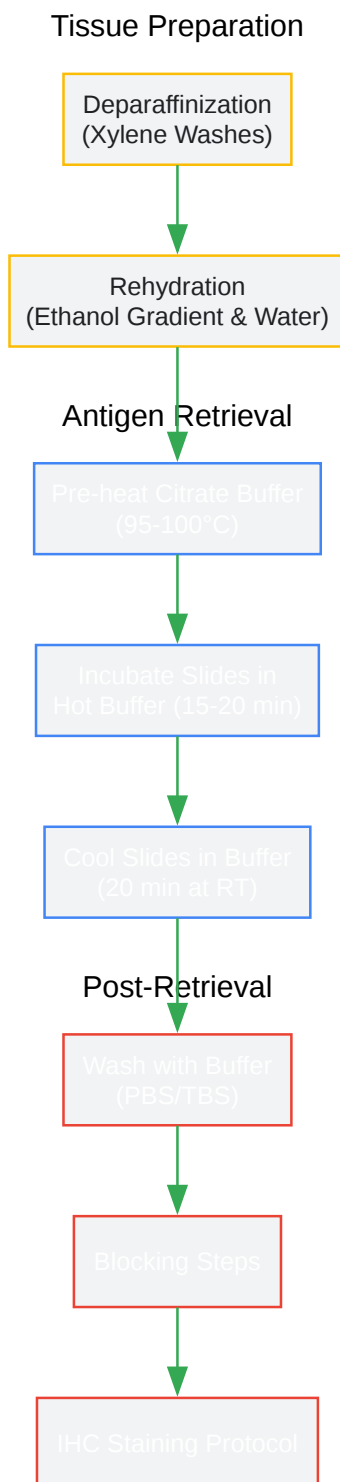 Tissue Preparation
Deparaffinization
(Xylene Washes)
Rehydration
(Ethanol Gradient & Water)
Antigen Retrieval
Pre-heat Citrate Buffer
(95-100°C)
Incubate Slides in
Hot Buffer (15-20 min)
Cool Slides in Buffer
(20 min at RT)
Post-Retrieval
Wash with Buffer
(PBS/TBS)
Blocking Steps
IHC Staining Protocol